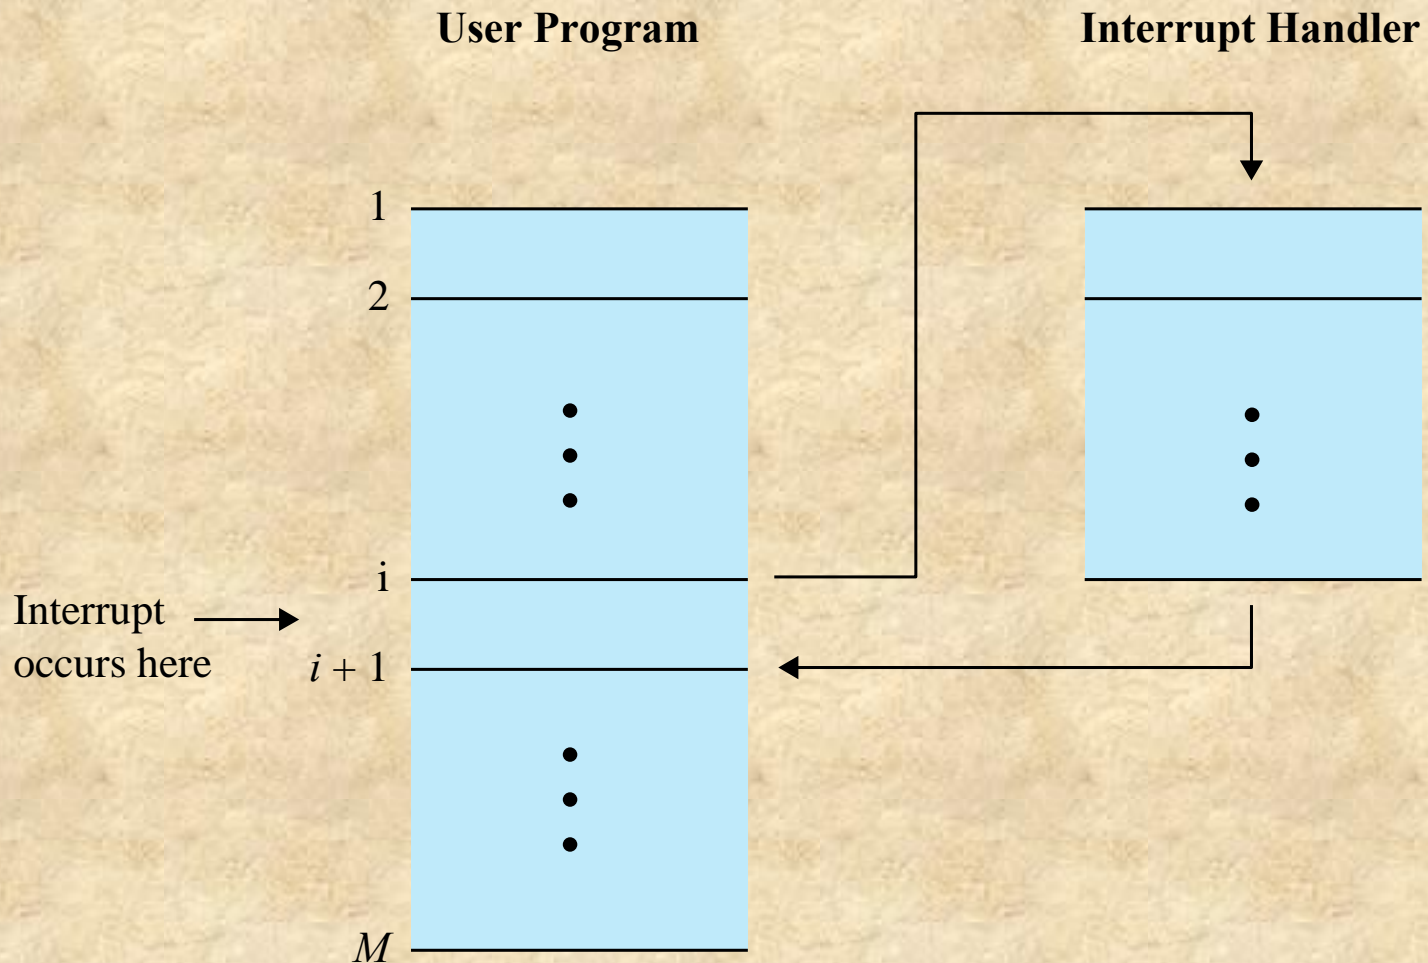 User Program
Interrupt Handler
1
2
i
Interrupt
occurs here
i + 1
M